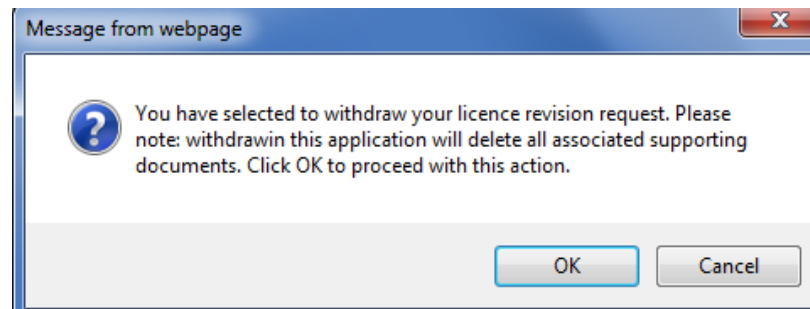 Message from webpage
X
You have selected to withdraw your licence revision request. Please
note: withdrawin this application will delete all associated supporting
documents. Click OK to proceed with this action.
OK
Cancel